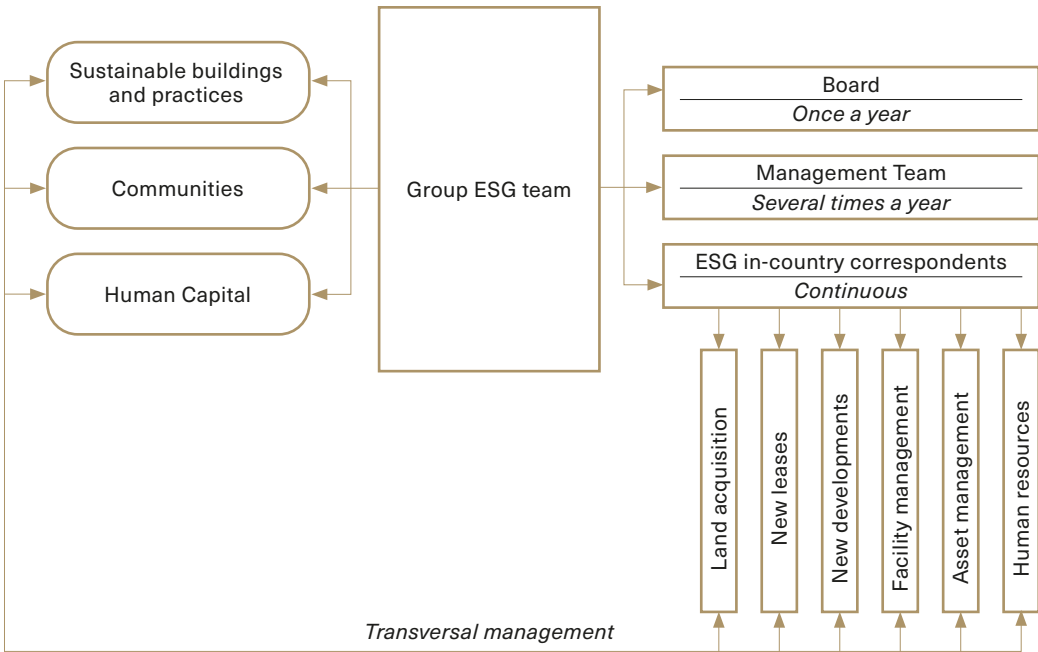 Sustainable buildings
and practices
Communities
Human Capital
Group ESG team
Board
Once a year
Management Team
Several times a year
ESG in-country correspondents
Continuous
Land acquisition
New leases
New developments
Facility management
Asset management
Human resources
Transversal management